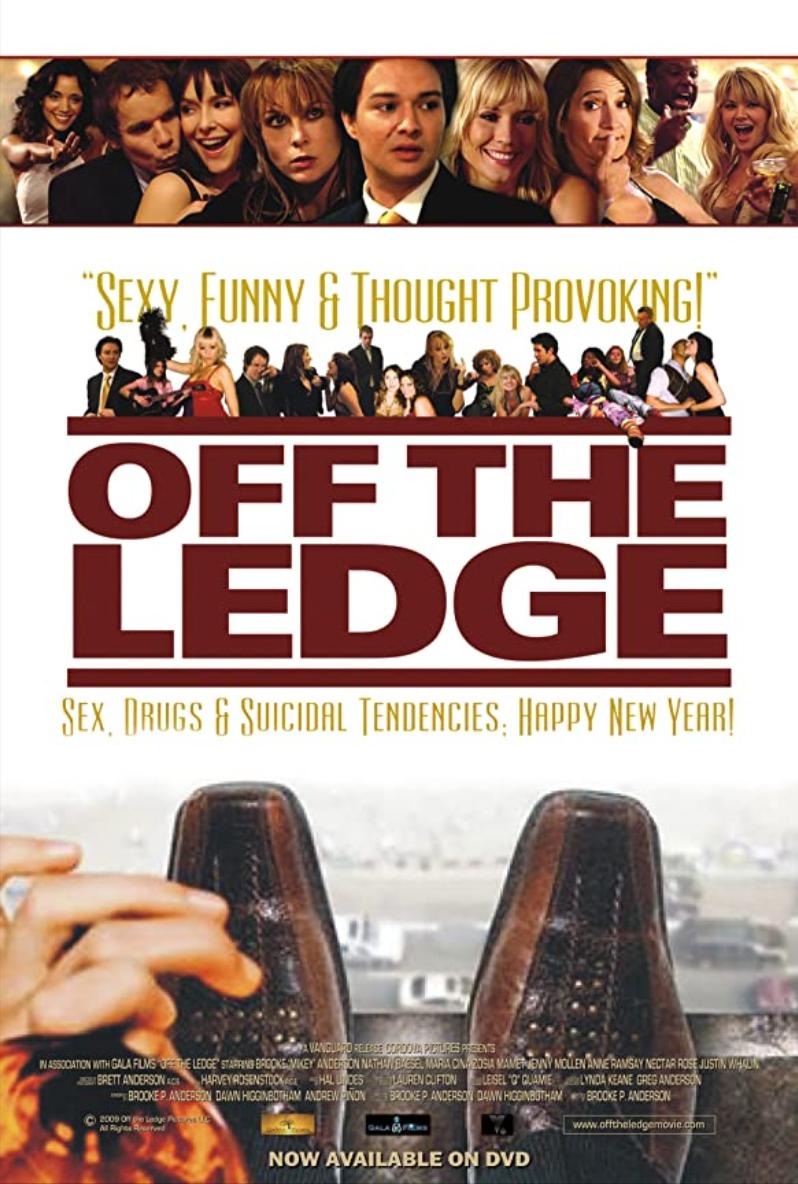 “SEXY, FUNNY & THOUGHT PROVOKING!”
OFF THE
LEDGE
SEX, DRUGS & SUICIDAL TENDENCIES; HAPPY NEW YEAR!
A VANGUARD RELEASE CORDOVA PICTURES PRESENTS
IN ASSOCIATION WITH GALA FILMS "OFF THE LEDGE" STARRING BROOKE "MIKEY" ANDERSON NATHAN BAESEL MARIA CINA ZOSIA MAMET JENNY MOLLEN ANNE RAMSAY NECTAR ROSE JUSTIN WHALIN
BRETT ANDERSON HARVEY ROSENSTOCK HAL LINDES LAUREN CLIFTON LEISEL "Q" QUAMIE LYNDA KEANE GREG ANDERSON
BROOKE P. ANDERSON DAWN HIGGINBOTHAM ANDREW PIÑON BROOKE P. ANDERSON DAWN HIGGINBOTHAM BROOKE P. ANDERSON
© 2009 Off the Ledge Pictures, LLC
All Rights Reserved
GALA FILMS
www.offtheledgemovie.com
NOW AVAILABLE ON DVD